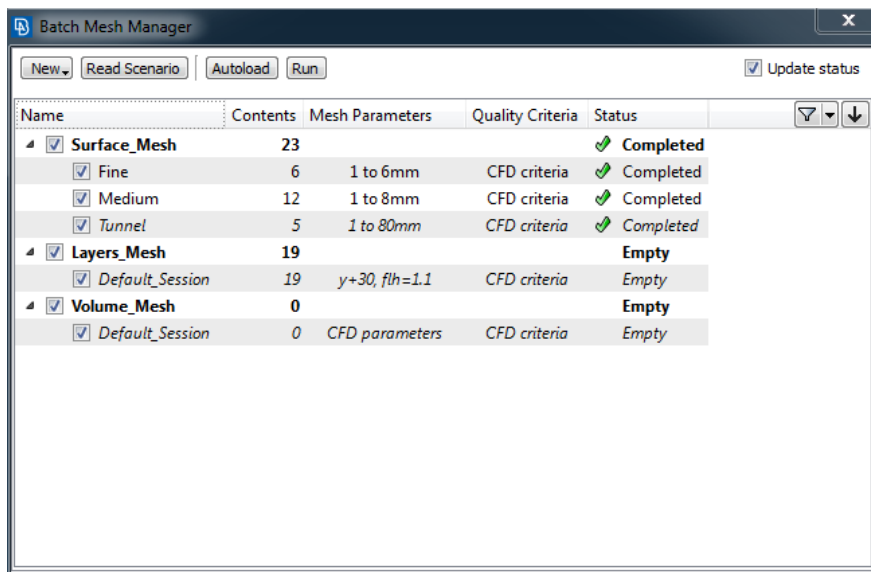 Batch Mesh Manager
New Read Scenario Autoload Run Update status
Name Contents Mesh Parameters Quality Criteria Status
Surface_Mesh 23 Completed
Fine 6 1 to 6mm CFD criteria Completed
Medium 12 1 to 8mm CFD criteria Completed
Tunnel 5 1 to 80mm CFD criteria Completed
Layers_Mesh 19 Empty
Default_Session 19 y+30, flh=1.1 CFD criteria Empty
Volume_Mesh 0 Empty
Default_Session 0 CFD parameters CFD criteria Empty